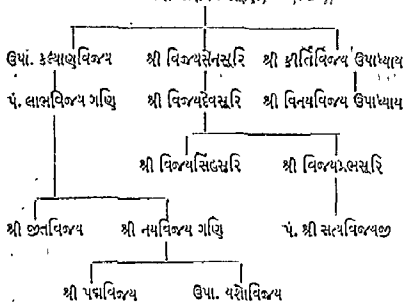 ઉપા. કલ્યાણવિજય શ્રી વિજયસેનસૂરિ શ્રી કીર્તિવિજય ઉપાધ્યાય
પં. લાભવિજય ગણિ શ્રી વિજયદેવસૂરિ શ્રી વિનયવિજય ઉપાધ્યાય
શ્રી વિજયસિંહસૂરિ શ્રી વિજયપ્રભસૂરિ
શ્રી જીતવિજય શ્રી નયવિજય ગણિ પં. શ્રી સત્યવિજયજી
શ્રી પદ્મવિજય ઉપા. યશોવિજય